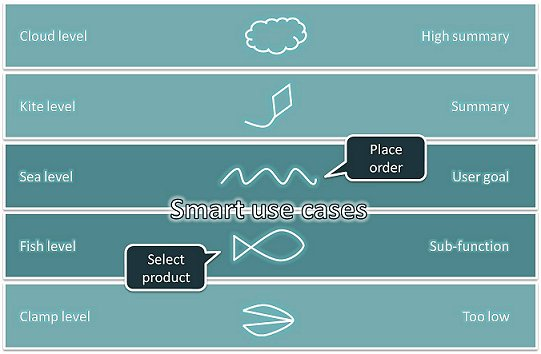 Cloud level
High summary
Kite level
Summary
Place
order
Sea level
User goal
Smart use cases
Fish level
Sub-function
Select
product
Clamp level
Too low